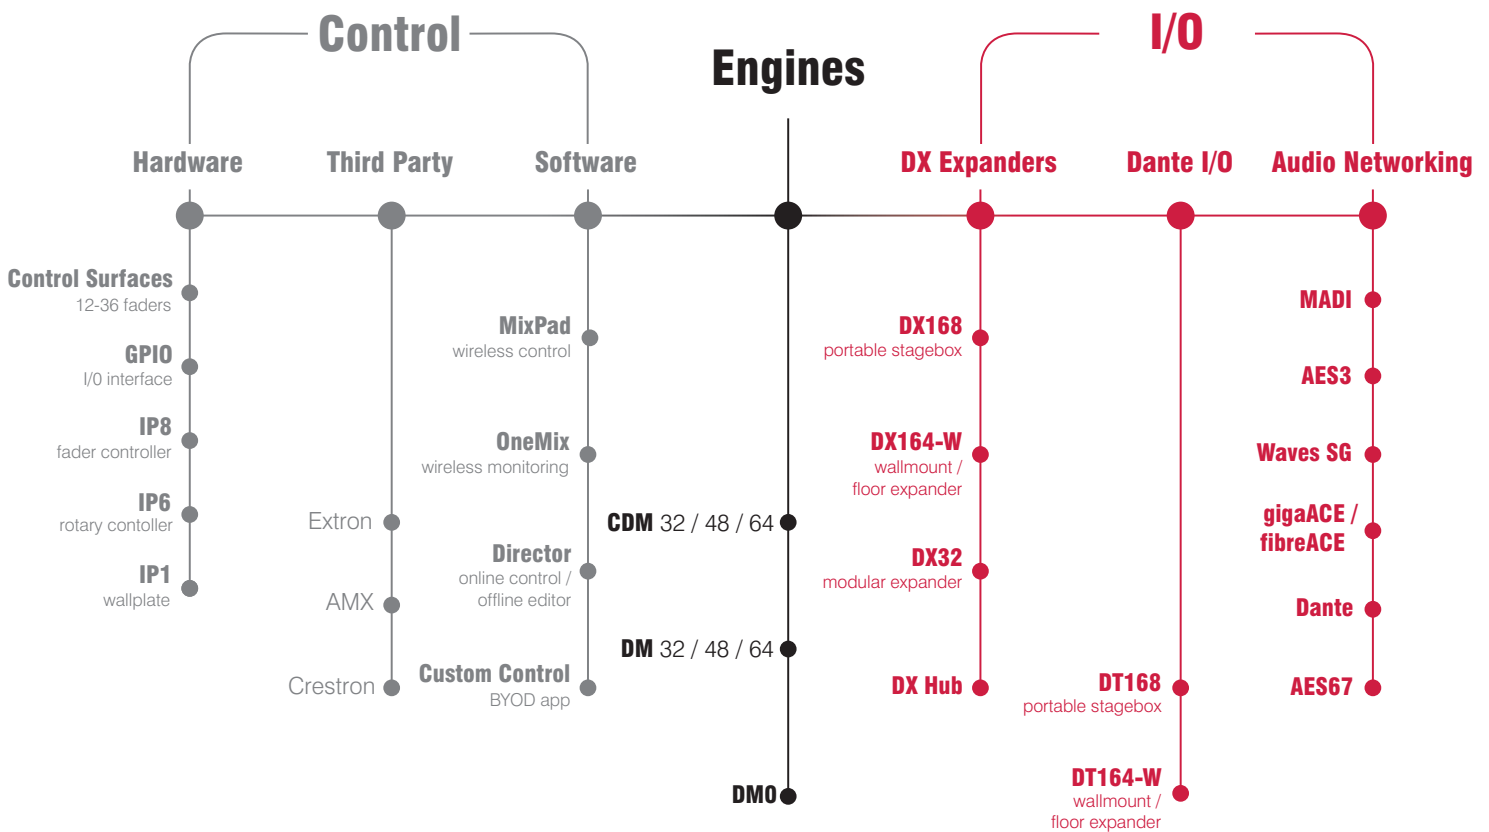 Control
Engines
I/O
Hardware
Third Party
Software
DX Expanders
Dante I/O
Audio Networking
Control Surfaces
12-36 faders
GPIO
I/0 interface
IP8
fader controller
IP6
rotary contoller
IP1
wallplate
Extron
AMX
Crestron
MixPad
wireless control
OneMix
wireless monitoring
Director
online control /
offline editor
Custom Control
BYOD app
CDM 32 / 48 / 64
DM 32 / 48 / 64
DM0
DX168
portable stagebox
DX164-W
wallmount /
floor expander
DX32
modular expander
DX Hub
DT168
portable stagebox
DT164-W
wallmount /
floor expander
MADI
AES3
Waves SG
gigaACE /
fibreACE
Dante
AES67